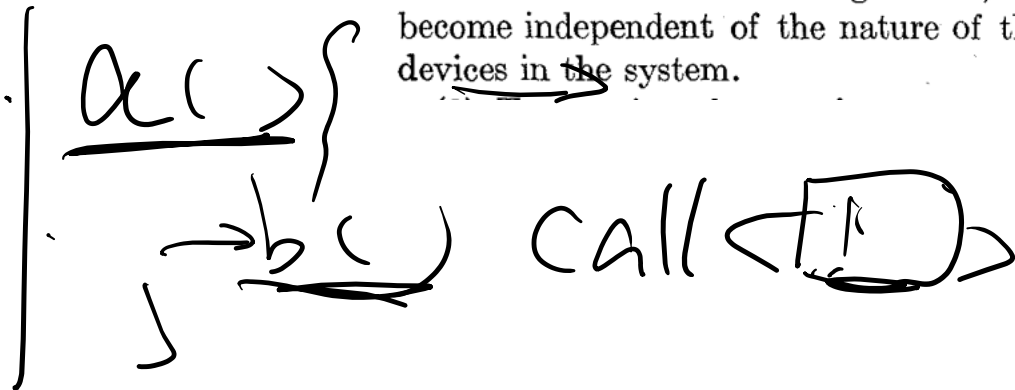 become independent of the nature of
devices in the system.
a() {
b() call < >
}